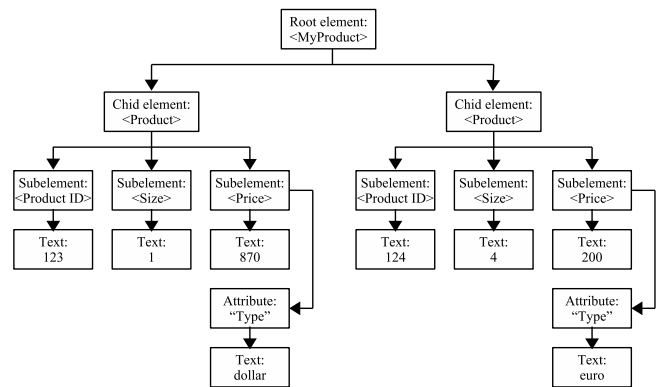 Root element:
<MyProduct>
Chid element:
<Product>
Chid element:
<Product>
Subelement:
<Product ID>
Subelement:
<Size>
Subelement:
<Price>
Subelement:
<Product ID>
Subelement:
<Size>
Subelement:
<Price>
Text:
123
Text:
1
Text:
870
Text:
124
Text:
4
Text:
200
Attribute:
“Type”
Attribute:
“Type”
Text:
dollar
Text:
euro